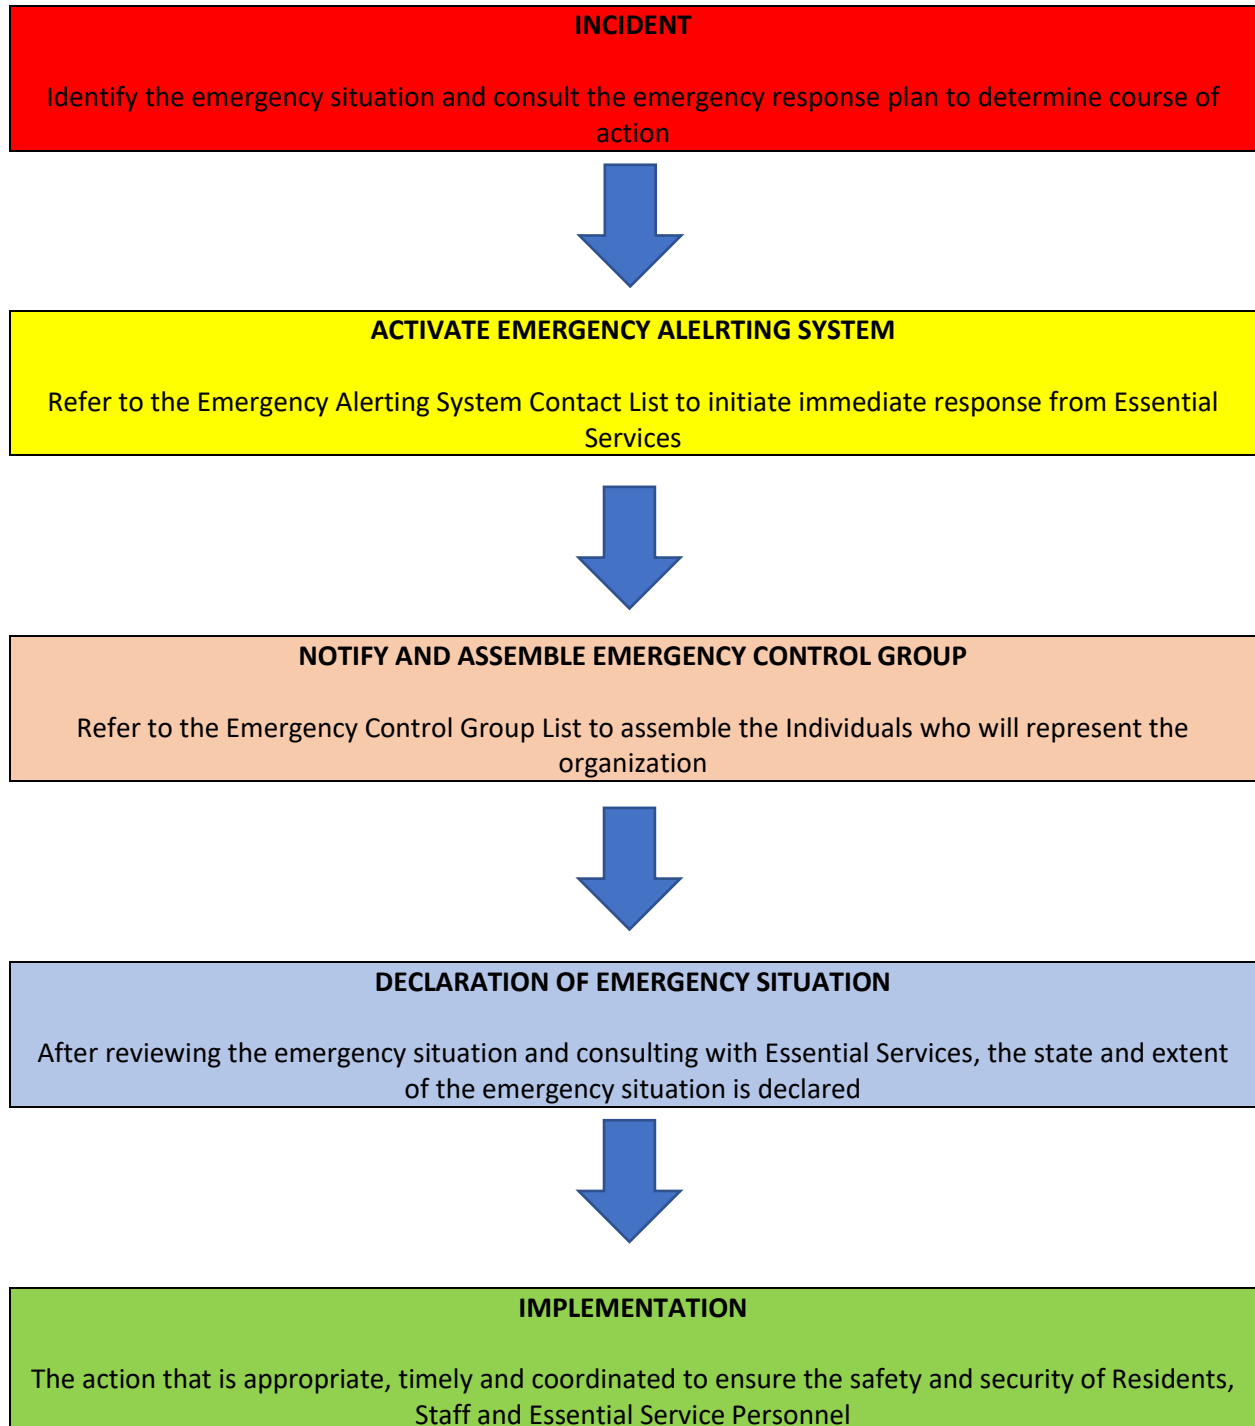 INCIDENT
Identify the emergency situation and consult the emergency response plan to determine course of
action
ACTIVATE EMERGENCY ALELRTING SYSTEM
Refer to the Emergency Alerting System Contact List to initiate immediate response from Essential
Services
NOTIFY AND ASSEMBLE EMERGENCY CONTROL GROUP
Refer to the Emergency Control Group List to assemble the Individuals who will represent the
organization
DECLARATION OF EMERGENCY SITUATION
After reviewing the emergency situation and consulting with Essential Services, the state and extent
of the emergency situation is declared
IMPLEMENTATION
The action that is appropriate, timely and coordinated to ensure the safety and security of Residents,
Staff and Essential Service Personnel